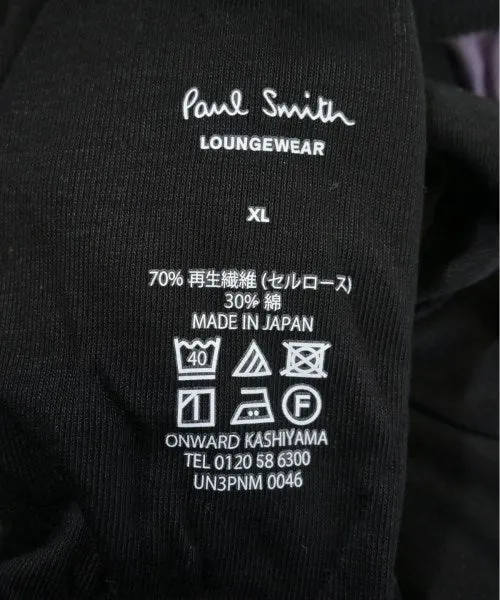 Paul Smith
LOUNGEWEAR
XL
70% 再生繊維 (セルロース)
30% 綿
MADE IN JAPAN
40
F
ONWARD KASHIYAMA
TEL 0120 58 6300
UN3PNM 0046